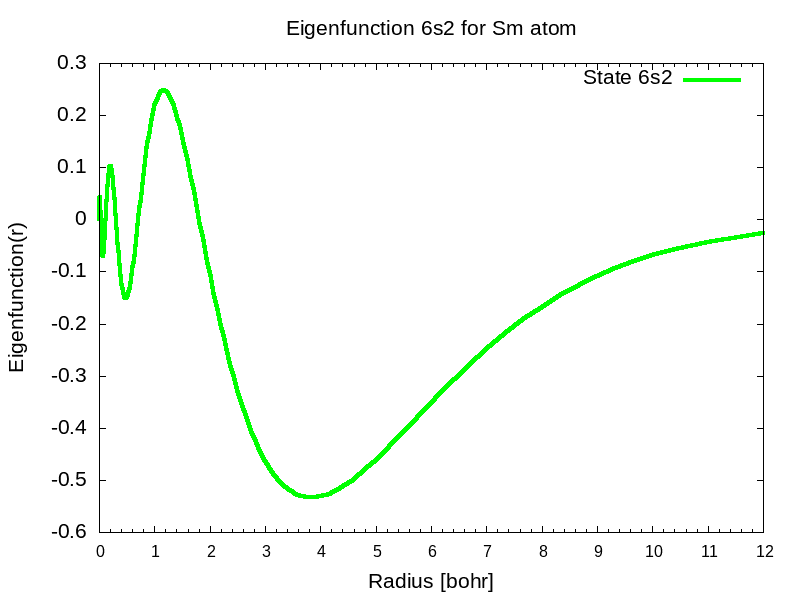 Eigenfunction 6s2 for Sm atom
State 6s2
0.3
0.2
0.1
0
-0.1
-0.2
-0.3
-0.4
-0.5
-0.6
Eigenfunction(r)
0 1 2 3 4 5 6 7 8 9 10 11 12
Radius [bohr]